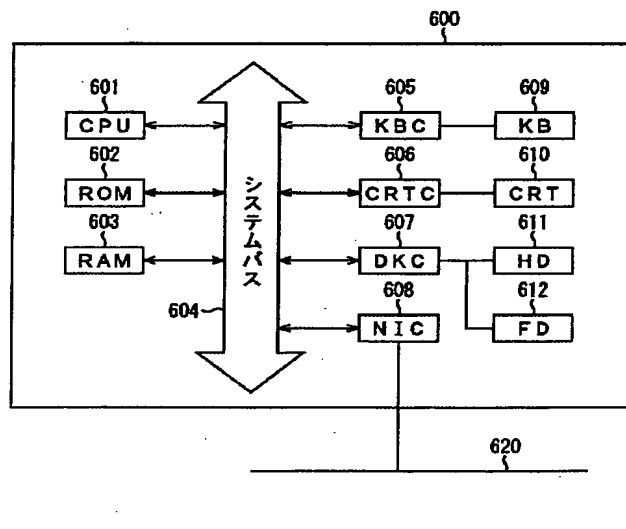 600
601
CPU
602
ROM
603
RAM
604
システムバス
605
KBC
606
CRTC
607
DKC
608
NIC
609
KB
610
CRT
611
HD
612
FD
620